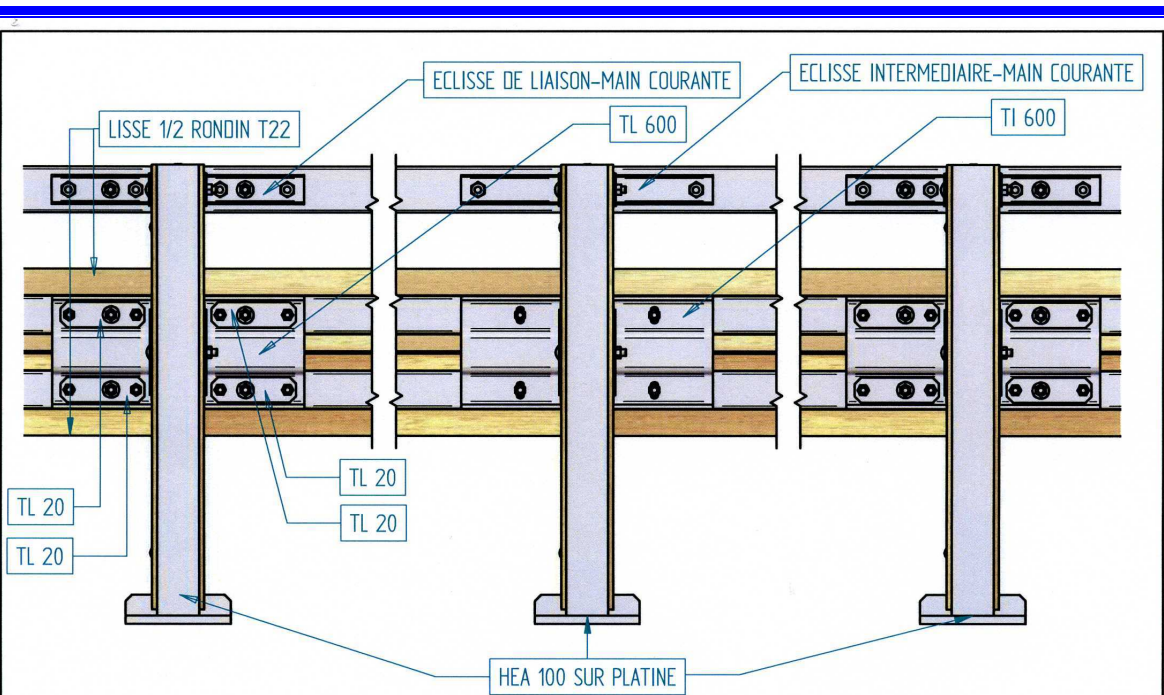 2
ECLISSE DE LIAISON-MAIN COURANTE
ECLISSE INTERMEDIAIRE-MAIN COURANTE
LISSE 1/2 RONDIN T22
TL 600
TI 600
TL 20
TL 20
TL 20
TL 20
HEA 100 SUR PLATINE